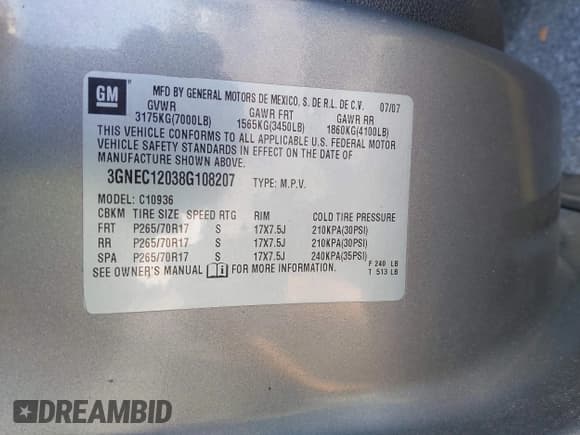 GM
MFD BY GENERAL MOTORS DE MEXICO, S. DE R.L. DE C.V. 07/07
GVWR GAWR FRT GAWR RR
3175KG(7000LB) 1565KG(3450LB) 1860KG(4100LB)
THIS VEHICLE CONFORMS TO ALL APPLICABLE U.S. FEDERAL MOTOR
VEHICLE SAFETY STANDARDS IN EFFECT ON THE DATE OF
MANUFACTURE SHOWN ABOVE.
3GNEC12038G108207 TYPE: M.P.V.
MODEL: C10936
CBKM TIRE SIZE SPEED RTG RIM COLD TIRE PRESSURE
FRT P265/70R17 S 17X7.5J 210KPA(30PSI)
RR P265/70R17 S 17X7.5J 210KPA(30PSI)
SPA P265/70R17 S 17X7.5J 240KPA(35PSI) F 240 LB
SEE OWNER'S MANUAL FOR MORE INFORMATION. T 513 LB
DREAMBID